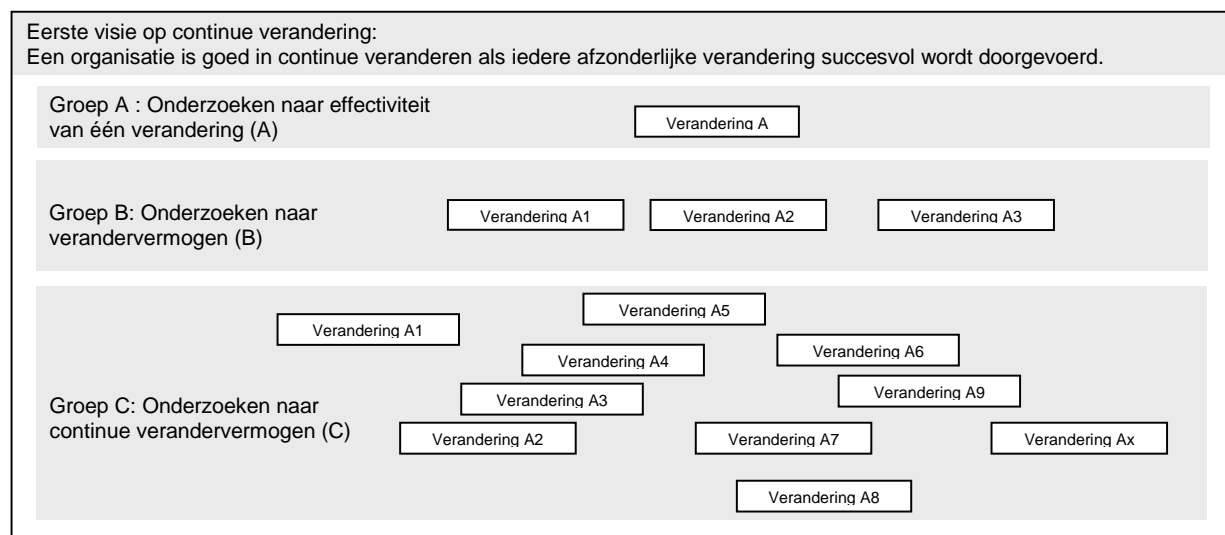 Eerste visie op continue verandering:
Een organisatie is goed in continue veranderen als iedere afzonderlijke verandering succesvol wordt doorgevoerd.
Groep A : Onderzoeken naar effectiviteit
van één verandering (A)
Verandering A
Groep B: Onderzoeken naar
verandervermogen (B)
Verandering A1
Verandering A2
Verandering A3
Groep C: Onderzoeken naar
continue verandervermogen (C)
Verandering A5
Verandering A1
Verandering A6
Verandering A4
Verandering A9
Verandering A3
Verandering A2
Verandering A7
Verandering Ax
Verandering A8